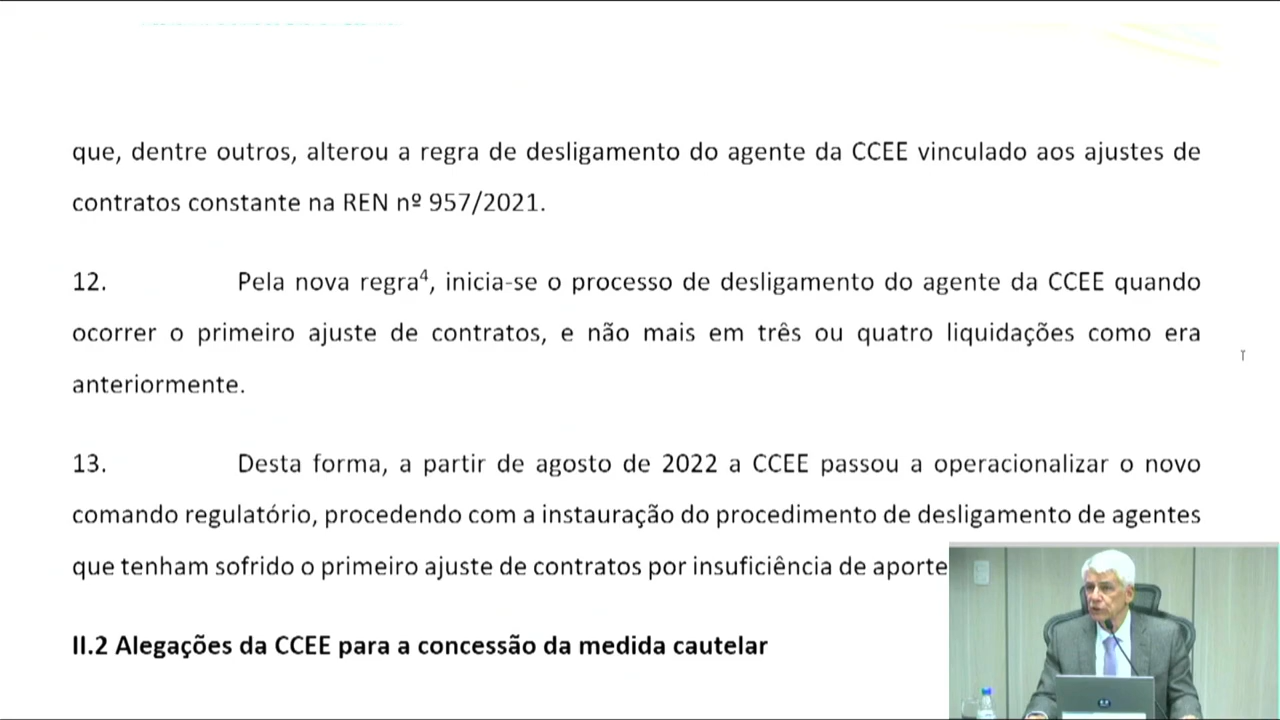 que, dentre outros, alterou a regra de desligamento do agente da CCEE vinculado aos ajustes de
contratos constante na REN nº 957/2021.
12. Pela nova regra⁴, inicia-se o processo de desligamento do agente da CCEE quando
ocorrer o primeiro ajuste de contratos, e não mais em três ou quatro liquidações como era
anteriormente.
13. Desta forma, a partir de agosto de 2022 a CCEE passou a operacionalizar o novo
comando regulatório, procedendo com a instauração do procedimento de desligamento de agentes
que tenham sofrido o primeiro ajuste de contratos por insuficiência de aporte
II.2 Alegações da CCEE para a concessão da medida cautelar